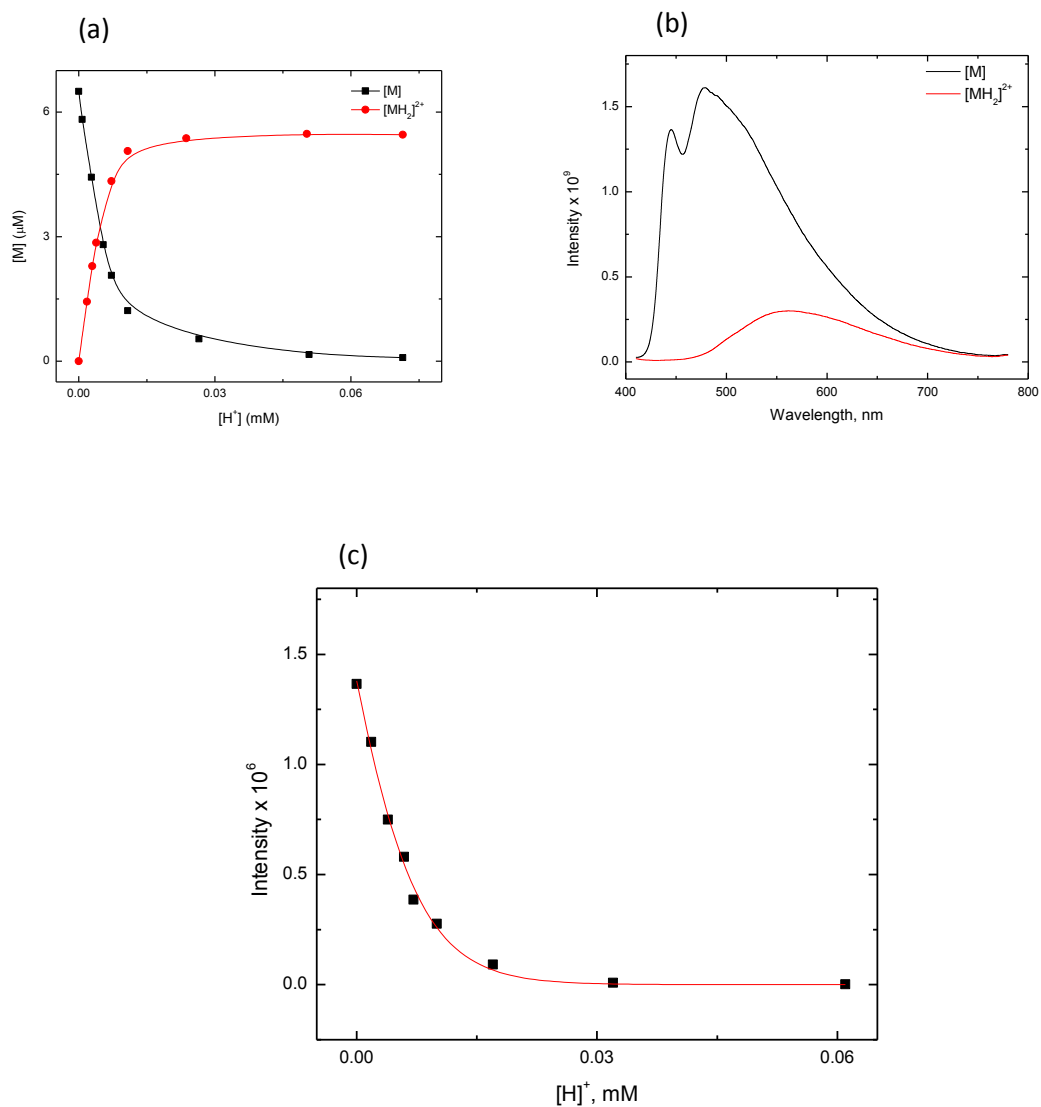 (a)
[M]
[MH₂]²⁺
6
3
0
[M] (μM)
0.00
0.03
0.06
[H⁺] (mM)
(b)
[M]
[MH₂]²⁺
1.5
1.0
0.5
0.0
Intensity x 10⁹
400
500
600
700
800
Wavelength, nm
(c)
1.5
1.0
0.5
0.0
Intensity x 10⁶
0.00
0.03
0.06
[H]⁺, mM